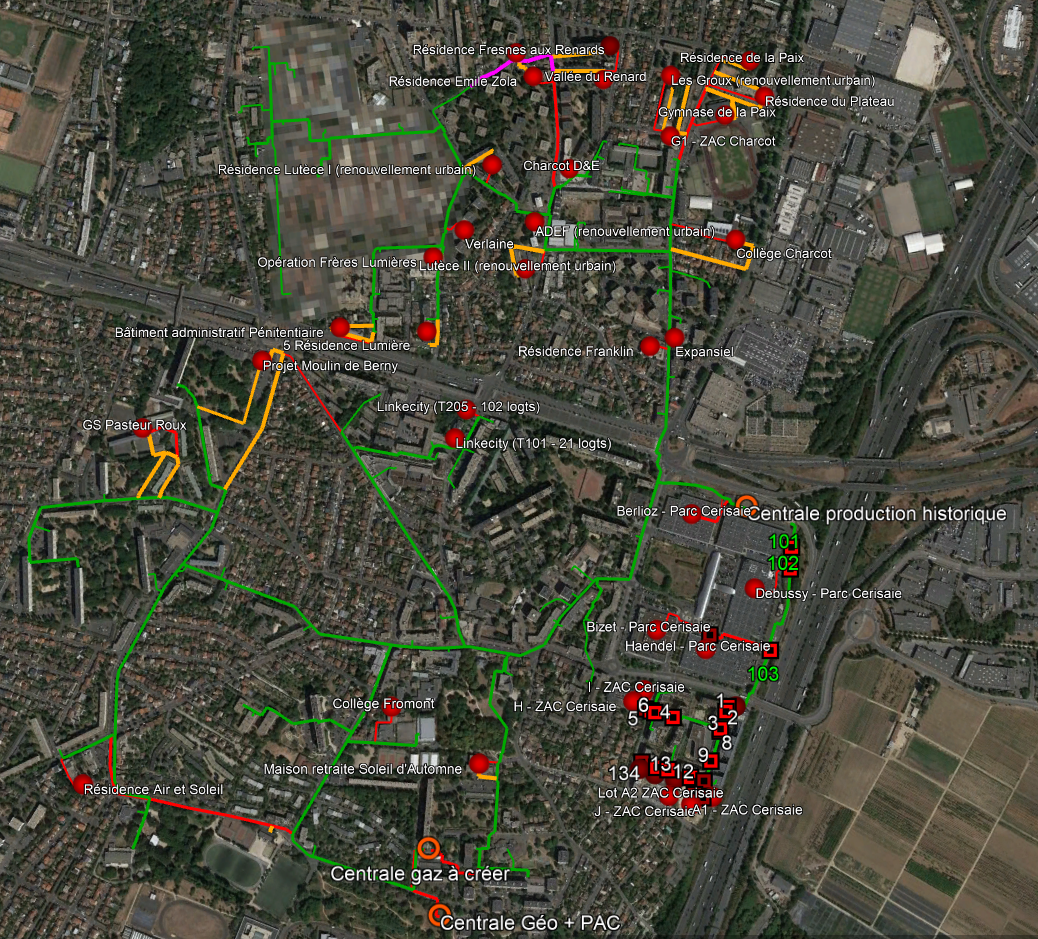 Résidence Fresnes aux Renards
Résidence de la Paix
Résidence Emile Zola
Vallée du Renard
Les Groux (renouvellement urbain)
Résidence du Plateau
Gymnase de la Paix
G1 - ZAC Charcot
Résidence Lutèce I (renouvellement urbain)
Charcot D&E
ADEF (renouvellement urbain)
Verlaine
Collège Charcot
Opération Frères Lumières
Lutèce II (renouvellement urbain)
Bâtiment administratif Pénitentiaire
5 Résidence Lumière
Résidence Franklin
Expansiel
Projet Moulin de Berny
Linkecity (T205 - 102 logts)
GS Pasteur Roux
Linkecity (T101 - 21 logts)
Berlioz - Parc Cerisaie
Centrale production historique
101
102
Debussy - Parc Cerisaie
Bizet - Parc Cerisaie
Haendel - Parc Cerisaie
103
I - ZAC Cerisaie
H - ZAC Cerisaie
Collège Fromont
1
6
4
5
2
3
8
9
13
12
134
Maison retraite Soleil d'Automne
Résidence Air et Soleil
Lot A2 ZAC Cerisaie
J - ZAC Cerisaie
A1 - ZAC Cerisaie
Centrale gaz à créer
Centrale Géo + PAC